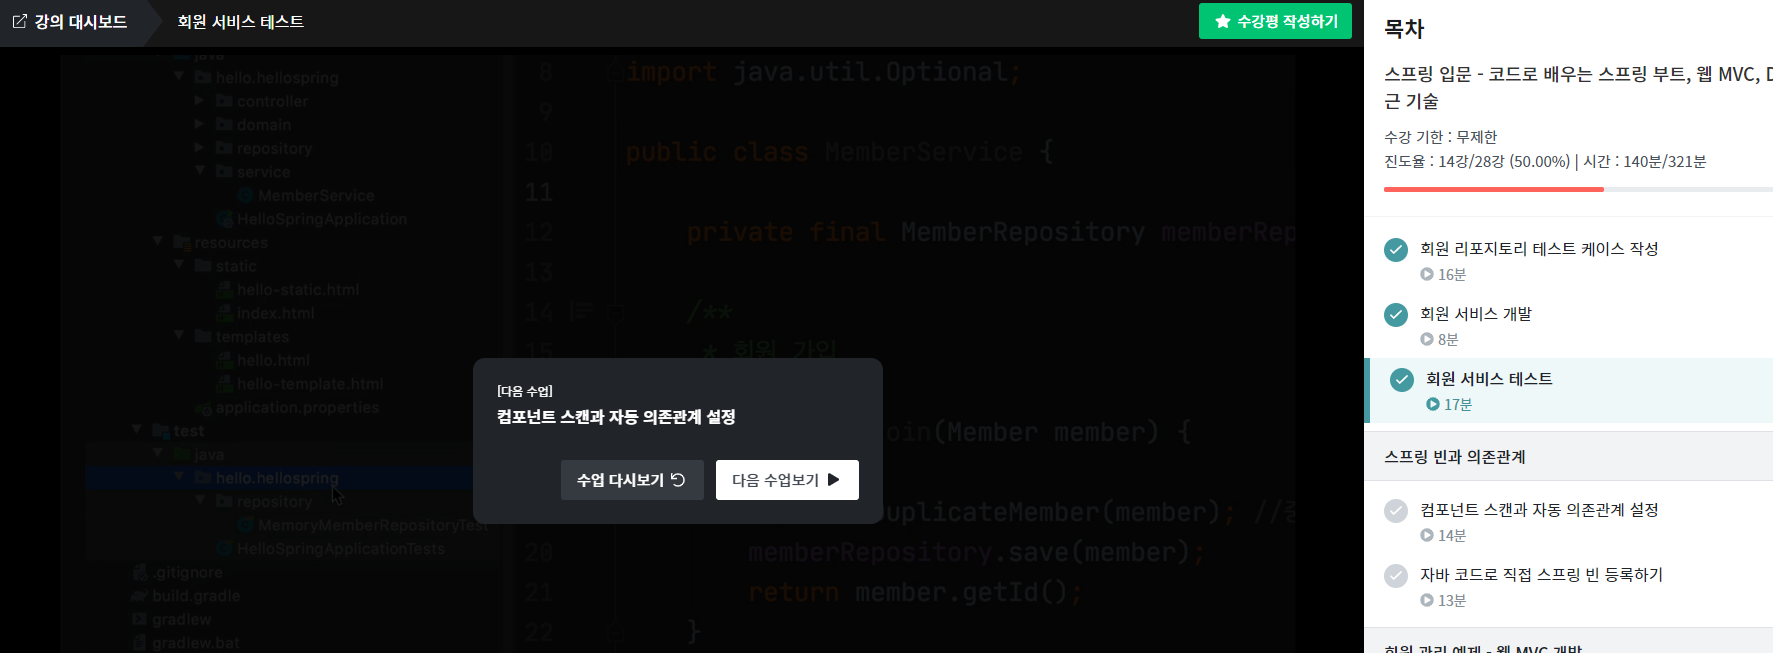 강의 대시보드
회원 서비스 테스트
수강평 작성하기
java
hello.hellospring
controller
domain
repository
service
MemberService
HelloSpringApplication
resources
static
hello-static.html
index.html
templates
hello.html
hello-template.html
application.properties
test
java
hello.hellospring
repository
MemoryMemberRepositoryTest
HelloSpringApplicationTests
.gitignore
build.gradle
gradlew
gradlew.bat
8 import java.util.Optional;
9
10 public class MemberService {
11
12 private final MemberRepository memberRep
13
14 /**
15 * 회원 가입
oin(Member member) {
uplicateMember(member); //
20 memberRepository.save(member);
21 return member.getId();
22 }
[다음 수업]
컴포넌트 스캔과 자동 의존관계 설정
수업 다시보기
다음 수업보기
목차
스프링 입문 - 코드로 배우는 스프링 부트, 웹 MVC, D
근 기술
수강 기한 : 무제한
진도율 : 14강/28강 (50.00%) | 시간 : 140분/321분
회원 리포지토리 테스트 케이스 작성
16분
회원 서비스 개발
8분
회원 서비스 테스트
17분
스프링 빈과 의존관계
컴포넌트 스캔과 자동 의존관계 설정
14분
자바 코드로 직접 스프링 빈 등록하기
13분
회원 관리 예제 - 웹 MVC 개발